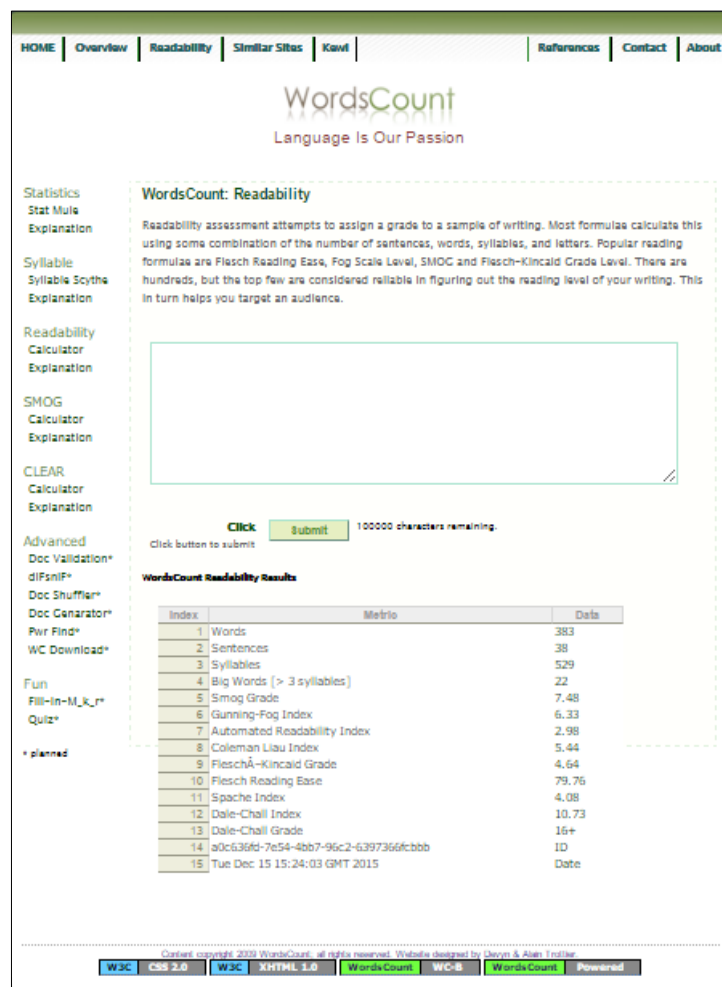 HOME Overview Readability Similar Sites Kewl References Contact About
WordsCount
Language Is Our Passion
Statistics
Stat Mule
Explanation
Syllable
Syllable Scythe
Explanation
Readability
Calculator
Explanation
SMOG
Calculator
Explanation
CLEAR
Calculator
Explanation
Advanced
Doc Validation*
diFsniF*
Doc Shuffler*
Doc Genarator*
Pwr Find*
WC Download*
Fun
Fill-in-M_k_r*
Quiz*
* planned
WordsCount: Readability
Readability assessment attempts to assign a grade to a sample of writing. Most formulae calculate this
using some combination of the number of sentences, words, syllables, and letters. Popular reading
formulae are Flesch Reading Ease, Fog Scale Level, SMOG and Flesch-Kincaid Grade Level. There are
hundreds, but the top few are considered reliable in figuring out the reading level of your writing. This
in turn helps you target an audience.
Click Submit 100000 characters remaining.
Click button to submit
WordsCount Readability Results
Index Metric Data
1 Words 383
2 Sentences 38
3 Syllables 529
4 Big Words [> 3 syllables] 22
5 Smog Grade 7.48
6 Gunning-Fog Index 6.33
7 Automated Readability Index 2.98
8 Coleman Liau Index 5.44
9 FleschÂ-Kincaid Grade 4.64
10 Flesch Reading Ease 79.76
11 Spache Index 4.08
12 Dale-Chall Index 10.73
13 Dale-Chall Grade 16+
14 a0c636fd-7e54-4bb7-96c2-6397366fcbbb ID
15 Tue Dec 15 15:24:03 GMT 2015 Date
Content copyright 2009 WordsCount, all rights reserved. Website designed by Devyn & Alain Trottier.
W3C CSS 2.0 W3C XHTML 1.0 WordsCount WC-B WordsCount Powered